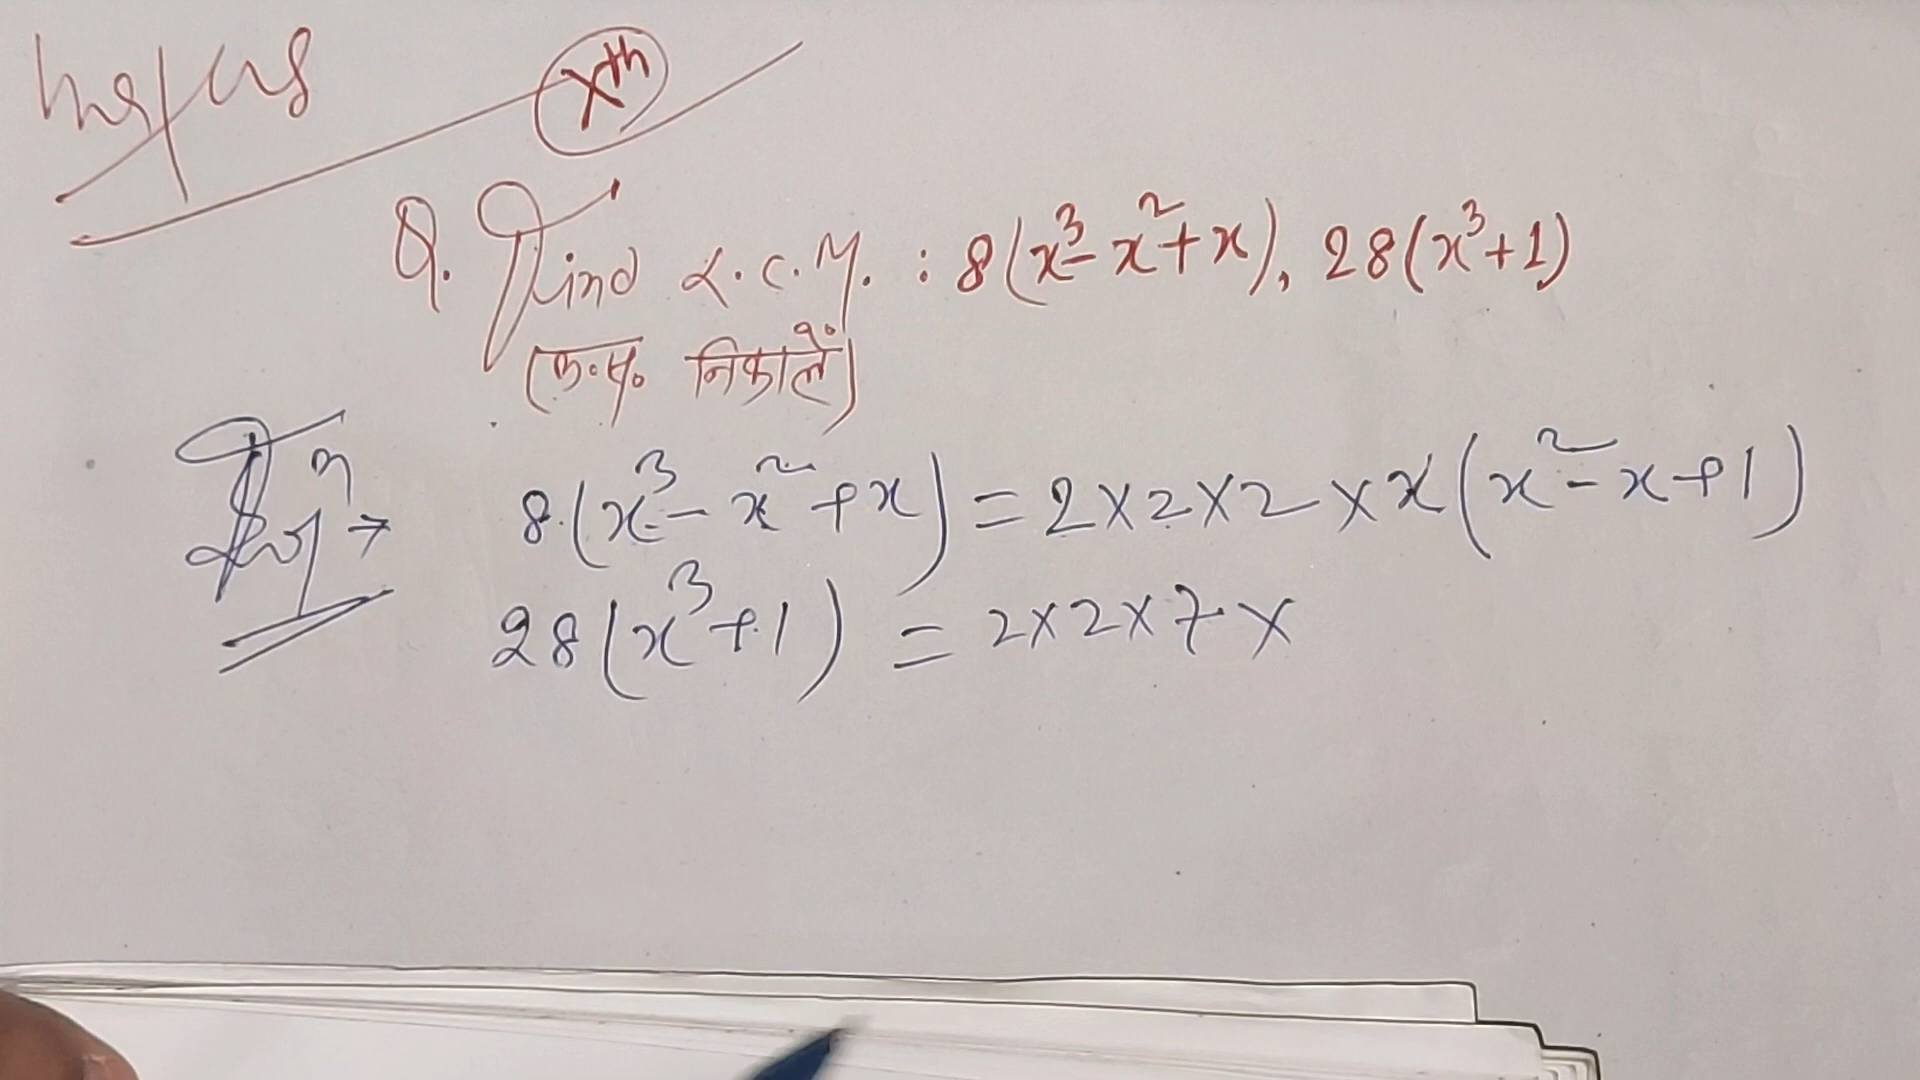 Xth
Q. Find L.C.M. : 8(x³-x²+x), 28(x³+1)
(ल.स. निकालें)
Solⁿ→ 8(x³-x²+x) = 2×2×2×x(x²-x+1)
28(x³+1) = 2×2×7×